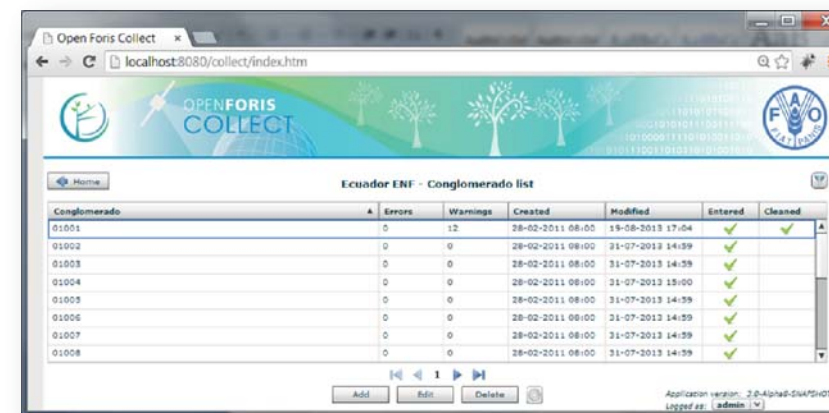 Open Foris Collect
localhost:8080/collect/index.htm
OPENFORIS
COLLECT
FAO
FIAT PANIS
Home
Ecuador ENF - Conglomerado list
Conglomerado Errors Warnings Created Modified Entered Cleaned
01001 0 12 28-02-2011 08:00 19-08-2013 17:04
01002 0 0 28-02-2011 08:00 31-07-2013 14:59
01003 0 0 28-02-2011 08:00 31-07-2013 14:59
01004 0 0 28-02-2011 08:00 31-07-2013 15:00
01005 0 0 28-02-2011 08:00 31-07-2013 14:59
01006 0 0 28-02-2011 08:00 31-07-2013 14:59
01007 0 0 28-02-2011 08:00 31-07-2013 14:59
01008 0 0 28-02-2011 08:00 31-07-2013 14:59
1
Add Edit Delete
Application version: 3.0-Alpha8-SNAPSHOT
Logged as: admin